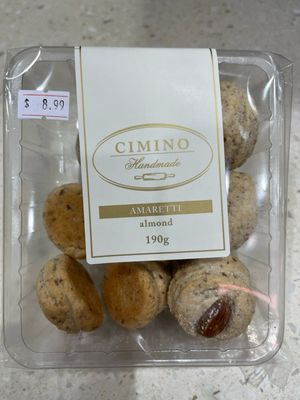 $ 8.99
CIMINO
Handmade
AMARETTI
almond
190g